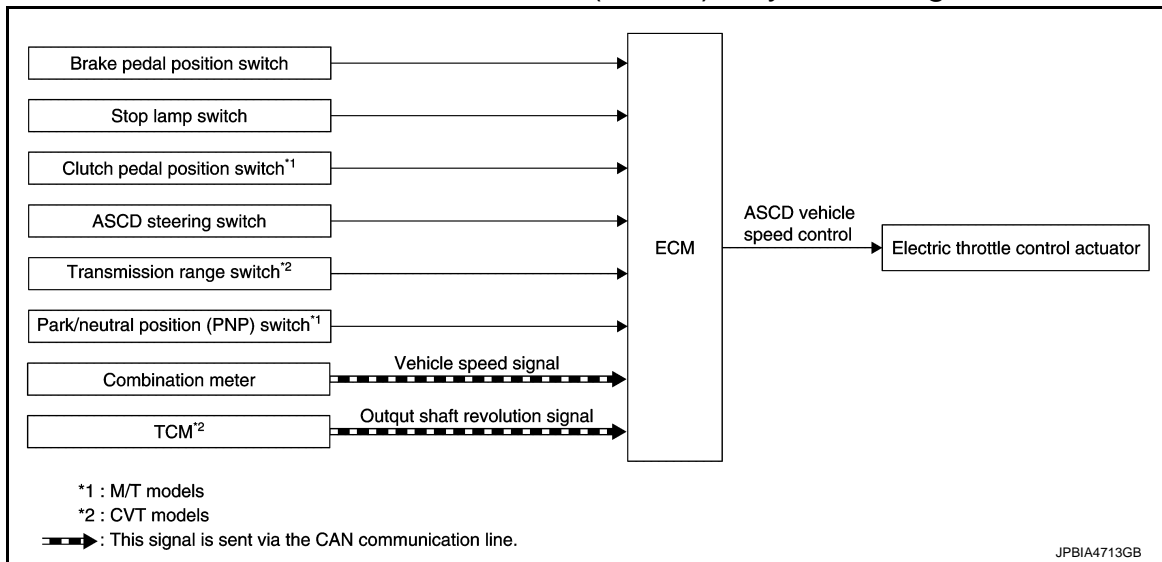 Brake pedal position switch
Stop lamp switch
Clutch pedal position switch*1
ASCD steering switch
Transmission range switch*2
Park/neutral position (PNP) switch*1
Combination meter
TCM*2
Vehicle speed signal
Outqut shaft revolution signal
ECM
ASCD vehicle
speed control
Electric throttle control actuator
*1 : M/T models
*2 : CVT models
: This signal is sent via the CAN communication line.
JPBIA4713GB